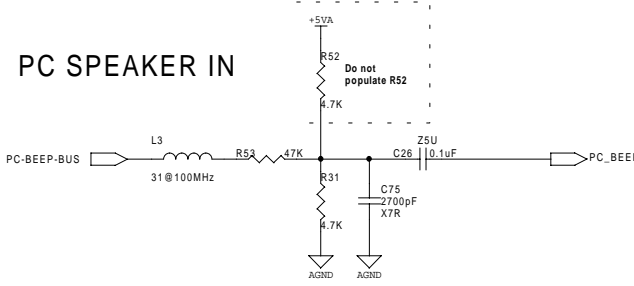 +5VA
PC SPEAKER IN
R52
Do not
populate R52
4.7K
L3
Z5U
PC-BEEP-BUS
R53
47K
C26
0.1uF
PC_BEEP
31@100MHz
R31
C75
2700pF
X7R
4.7K
AGND
AGND